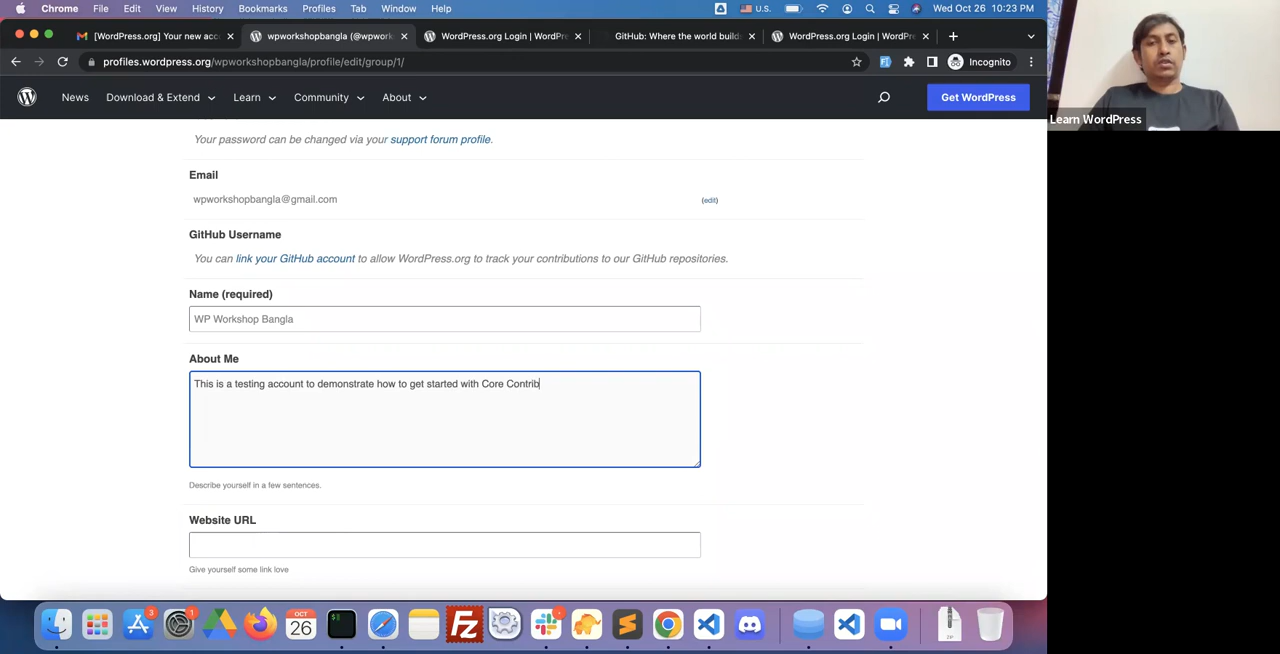 Chrome File Edit View History Bookmarks Profiles Tab Window Help U.S. Wed Oct 26 10:23 PM
[WordPress.org] Your new acc
wpworkshopbangla (@wpwork
WordPress.org Login | WordPre
GitHub: Where the world build
WordPress.org Login | WordPre
profiles.wordpress.org/wpworkshopbangla/profile/edit/group/1/
Incognito
News Download & Extend Learn Community About
Get WordPress
Learn WordPress
Your password can be changed via your support forum profile.
Email
wpworkshopbangla@gmail.com
(edit)
GitHub Username
You can link your GitHub account to allow WordPress.org to track your contributions to our GitHub repositories.
Name (required)
WP Workshop Bangla
About Me
This is a testing account to demonstrate how to get started with Core Contrib
Describe yourself in a few sentences.
Website URL
Give yourself some link love
3
1
OCT
26
Fz
ZIP